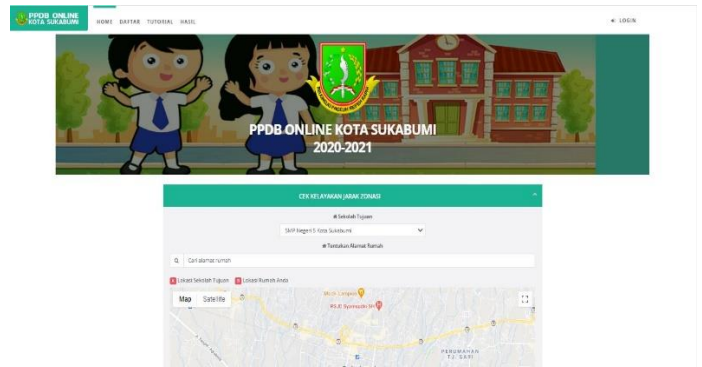 PPDB ONLINE
KOTA SUKABUMI
HOME DAFTAR TUTORIAL HASIL
LOGIN
PPDB ONLINE KOTA SUKABUMI
2020-2021
CEK KELAYAKAN JARAK ZONASI
# Sekolah Tujuan
SMP Negeri 5 Kota Sukabumi
# Tentukan Alamat Rumah
Cari alamat rumah
Lokasi Sekolah Tujuan Lokasi Rumah Anda
Map Satellite
RSUD Syamsudin SH
PERUMAHAN